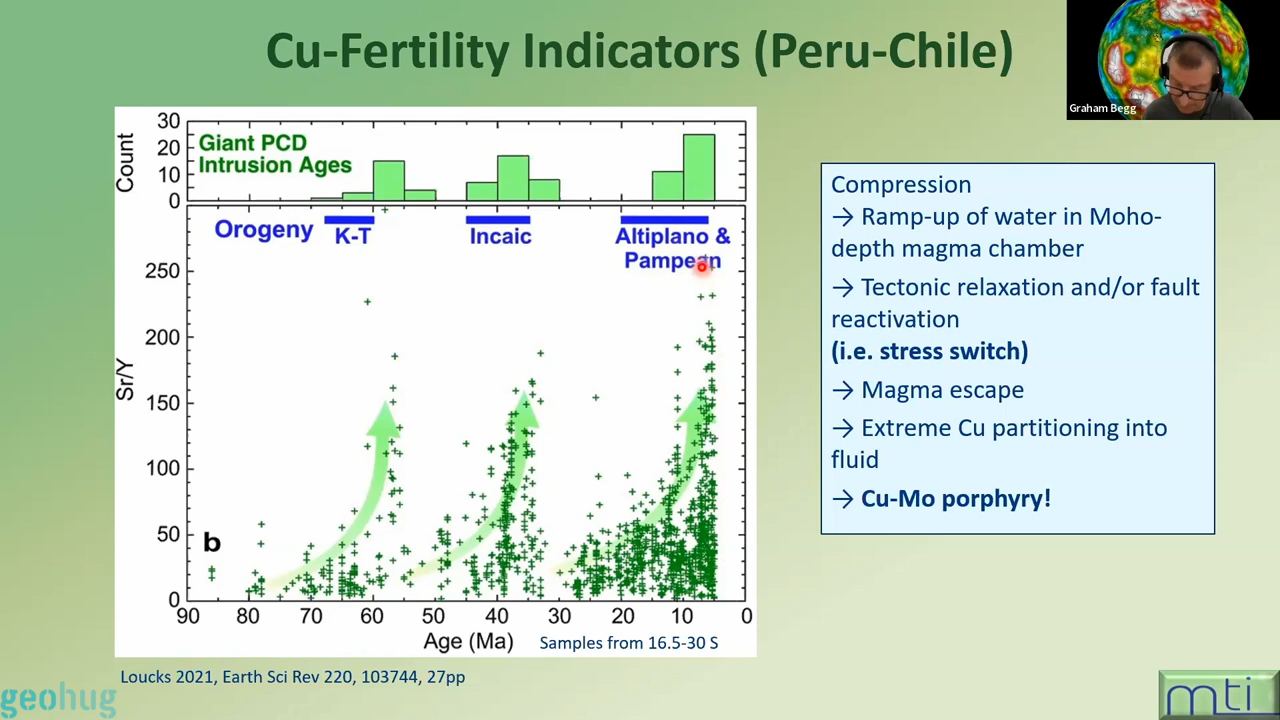 Cu-Fertility Indicators (Peru-Chile)
Graham Begg
30
20
10
0
Count
Giant PCD
Intrusion Ages
Orogeny
K-T
Incaic
Altiplano &
Pampean
250
200
150
100
50
0
Sr/Y
b
90 80 70 60 50 40 30 20 10 0
Age (Ma)
Samples from 16.5-30 S
Compression
→ Ramp-up of water in Moho-
depth magma chamber
→ Tectonic relaxation and/or fault
reactivation
(i.e. stress switch)
→ Magma escape
→ Extreme Cu partitioning into
fluid
→ Cu-Mo porphyry!
Loucks 2021, Earth Sci Rev 220, 103744, 27pp
geohug
mti